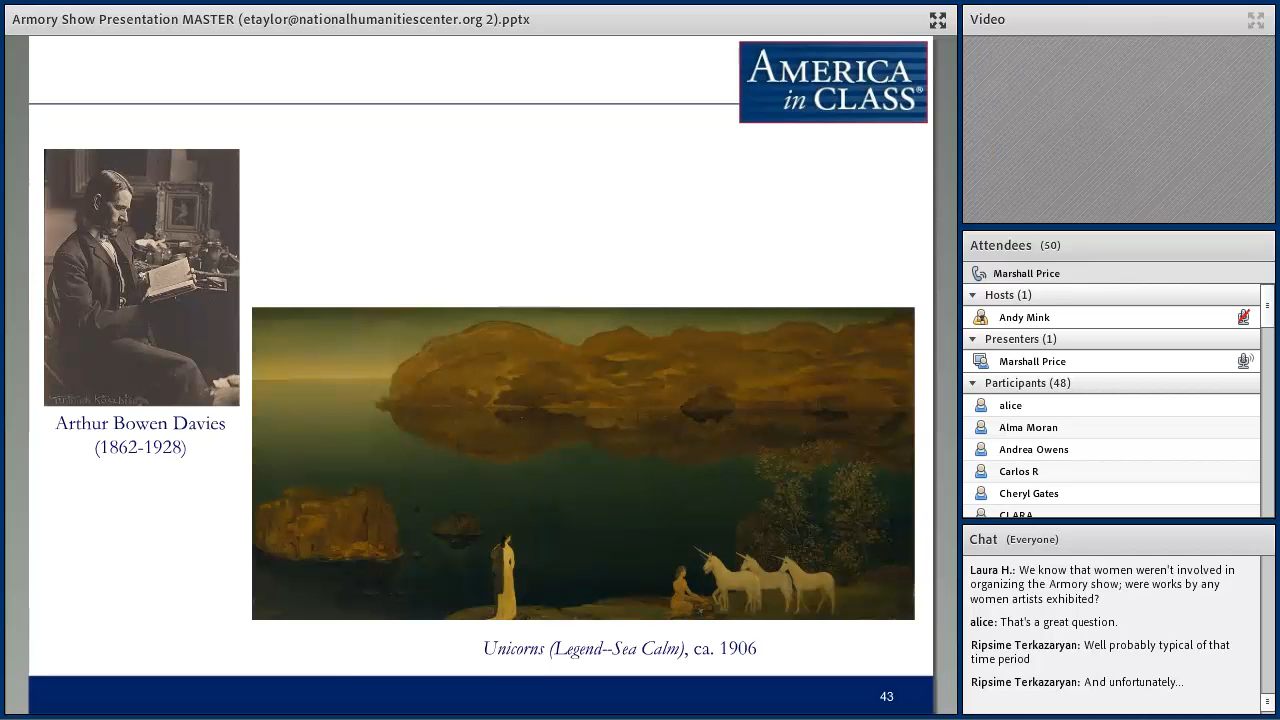 Armory Show Presentation MASTER (etaylor@nationalhumanitiescenter.org 2).pptx
AMERICA
in CLASS®
Arthur Bowen Davies
(1862-1928)
Unicorns (Legend--Sea Calm), ca. 1906
43
Video
Attendees (50)
Marshall Price
Hosts (1)
Andy Mink
Presenters (1)
Marshall Price
Participants (48)
alice
Alma Moran
Andrea Owens
Carlos R
Cheryl Gates
CLARA
Chat (Everyone)
Laura H.: We know that women weren't involved in
organizing the Armory show; were works by any
women artists exhibited?
alice: That's a great question.
Ripsime Terkazaryan: Well probably typical of that
time period
Ripsime Terkazaryan: And unfortunately...